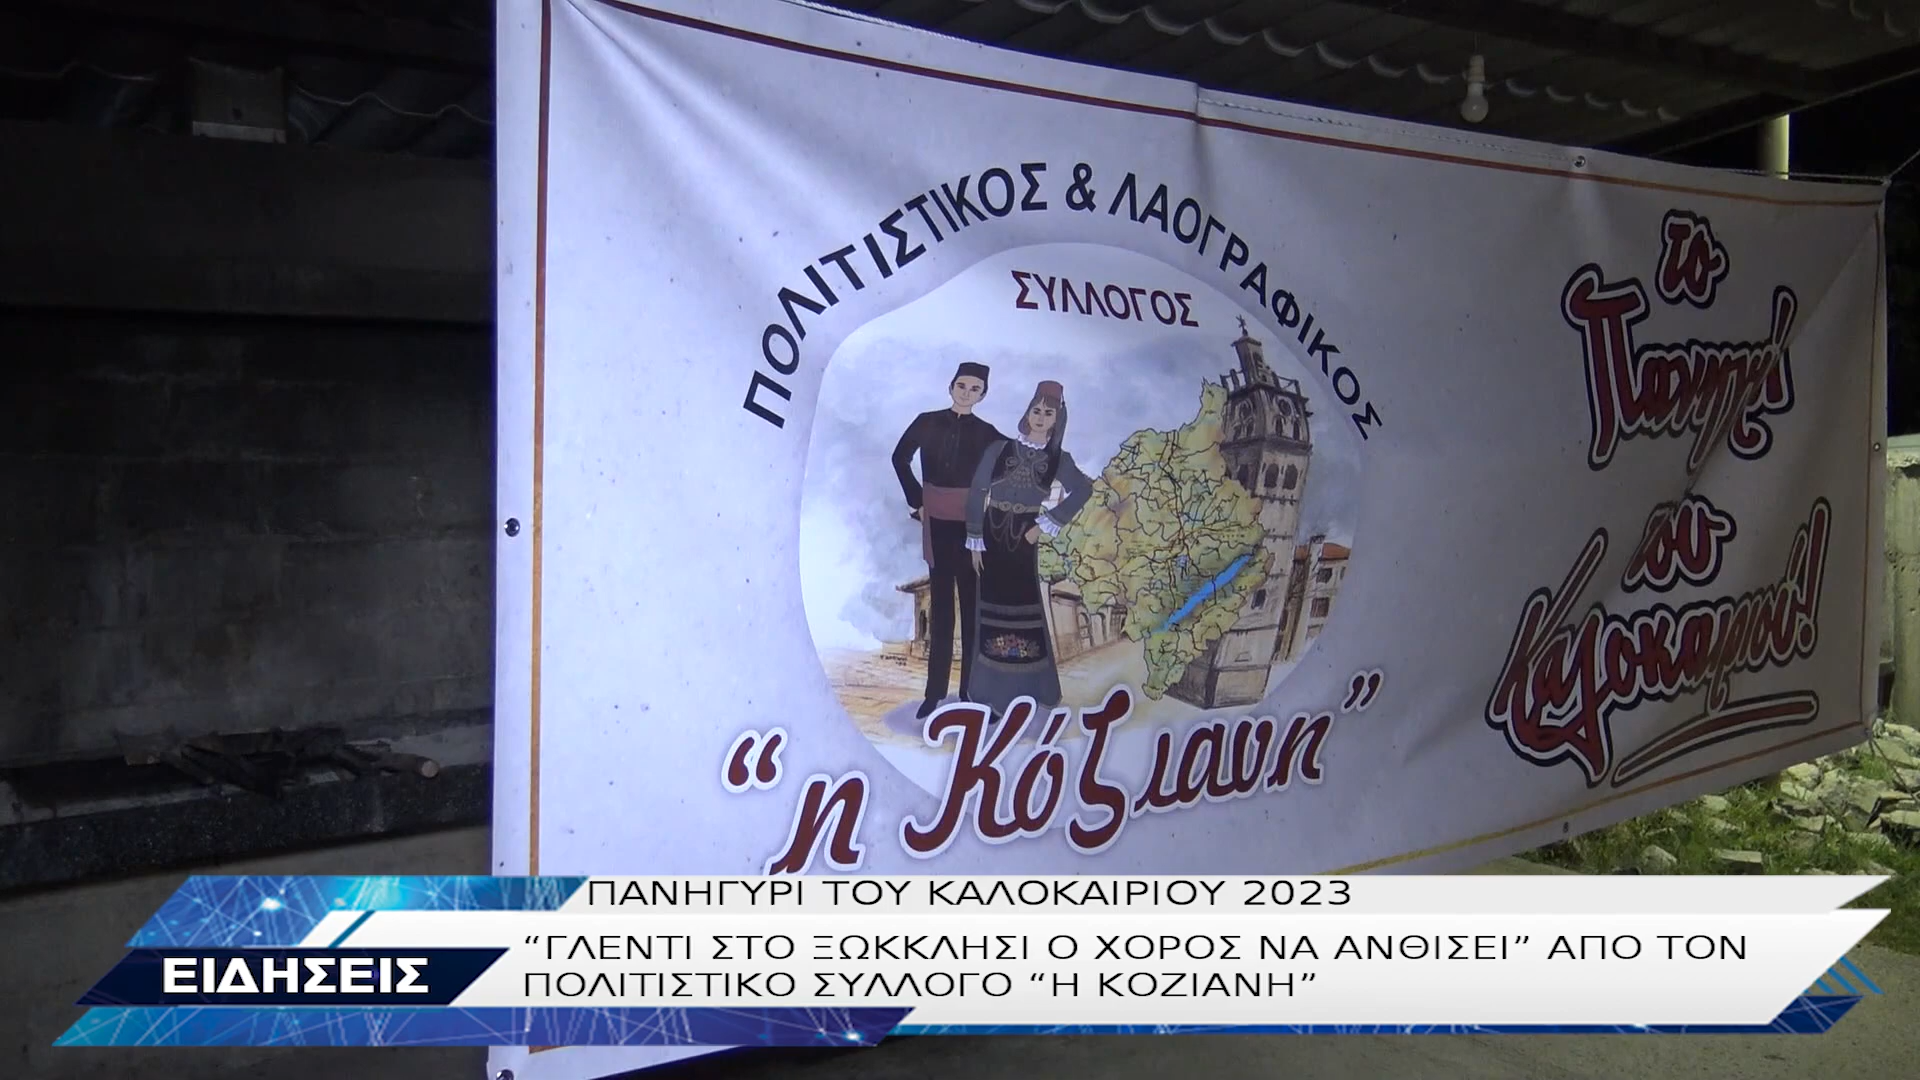 ΠΟΛΙΤΙΣΤΙΚΟΣ & ΛΑΟΓΡΑΦΙΚΟΣ
ΣΥΛΛΟΓΟΣ
“η Κόζιανη”
το
Πανηγύρι
του
Καλοκαιριού!
ΠΑΝΗΓΥΡΙ ΤΟΥ ΚΑΛΟΚΑΙΡΙΟΥ 2023
ΕΙΔΗΣΕΙΣ
“ΓΛΕΝΤΙ ΣΤΟ ΞΩΚΚΛΗΣΙ Ο ΧΟΡΟΣ ΝΑ ΑΝΘΙΣΕΙ” ΑΠΟ ΤΟΝ
ΠΟΛΙΤΙΣΤΙΚΟ ΣΥΛΛΟΓΟ “Η ΚΟΖΙΑΝΗ”